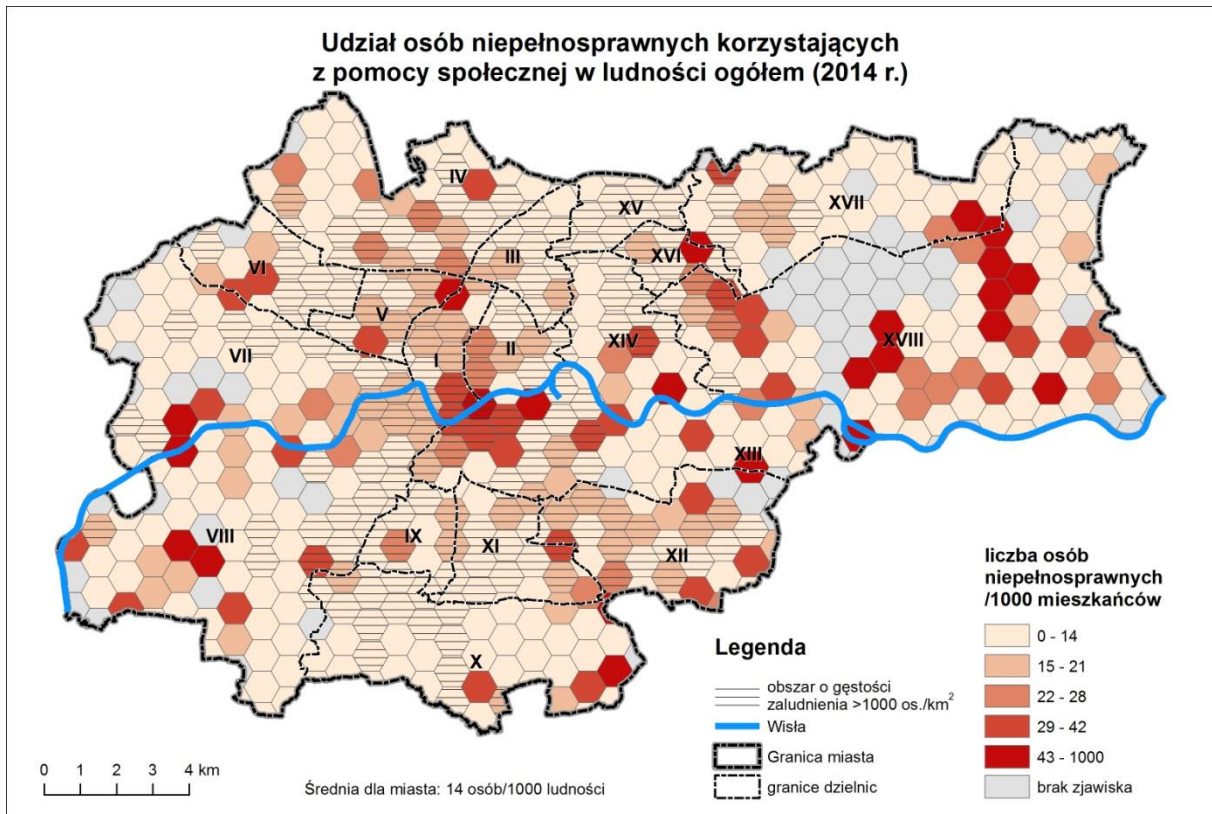 Udział osób niepełnosprawnych korzystających
z pomocy społecznej w ludności ogółem (2014 r.)
IV
XV
XVII
III
XVI
VI
V
XIV
XVIII
VII
I
II
XIII
VIII
IX
XI
XII
X
liczba osób
niepełnosprawnych
/1000 mieszkańców
0 - 14
15 - 21
22 - 28
29 - 42
43 - 1000
brak zjawiska
Legenda
obszar o gęstości
zaludnienia >1000 os./km²
Wisła
Granica miasta
granice dzielnic
0 1 2 3 4 km
Średnia dla miasta: 14 osób/1000 ludności